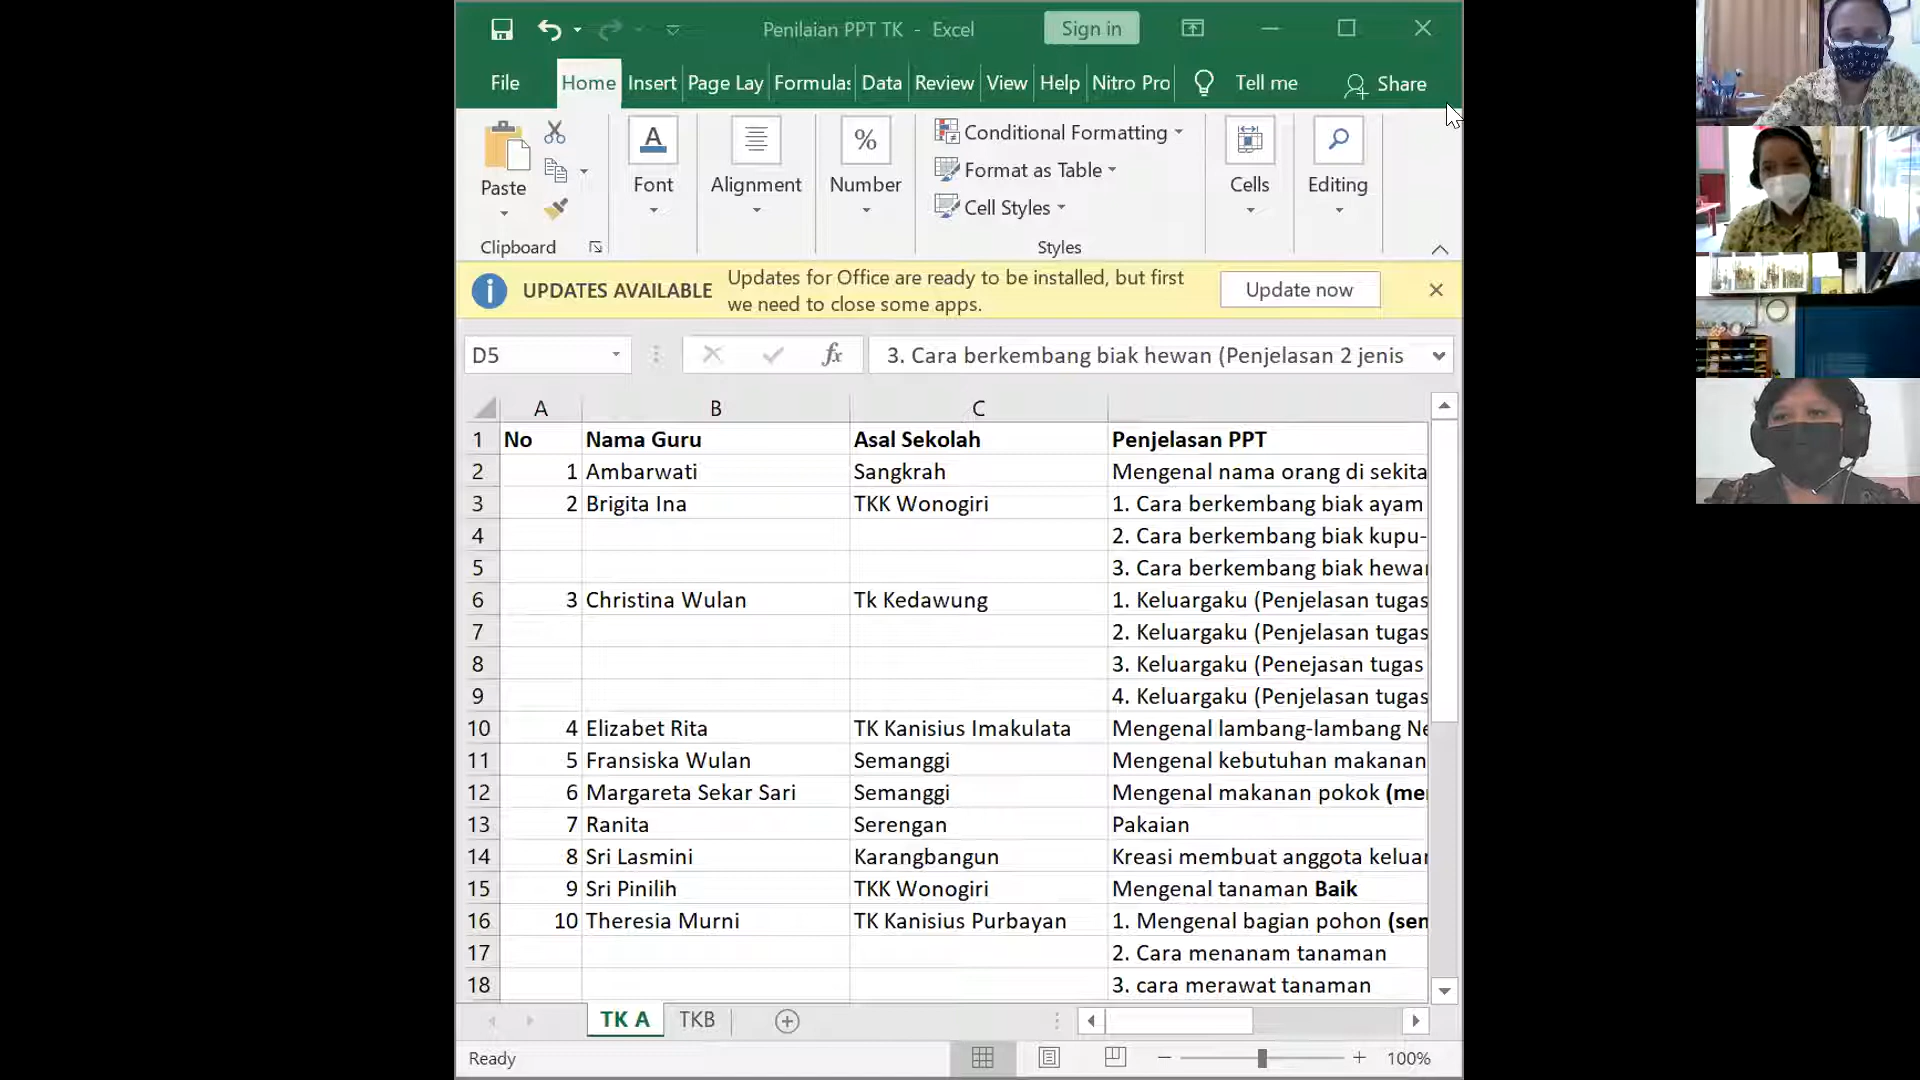 Penilaian PPT TK - Excel
Sign in
File Home Insert Page Lay Formulas Data Review View Help Nitro Pro Tell me Share
Paste
Clipboard
Font
Alignment
Number
Conditional Formatting
Format as Table
Cell Styles
Styles
Cells
Editing
UPDATES AVAILABLE Updates for Office are ready to be installed, but first
we need to close some apps.
Update now
D5 fx 3. Cara berkembang biak hewan (Penjelasan 2 jenis
A B C
1 No Nama Guru Asal Sekolah Penjelasan PPT
2 1 Ambarwati Sangkrah Mengenal nama orang di sekita
3 2 Brigita Ina TKK Wonogiri 1. Cara berkembang biak ayam
4 2. Cara berkembang biak kupu-
5 3. Cara berkembang biak hewan
6 3 Christina Wulan Tk Kedawung 1. Keluargaku (Penjelasan tugas
7 2. Keluargaku (Penjelasan tugas
8 3. Keluargaku (Penejasan tugas
9 4. Keluargaku (Penjelasan tugas
10 4 Elizabet Rita TK Kanisius Imakulata Mengenal lambang-lambang Ne
11 5 Fransiska Wulan Semanggi Mengenal kebutuhan makanan
12 6 Margareta Sekar Sari Semanggi Mengenal makanan pokok (me
13 7 Ranita Serengan Pakaian
14 8 Sri Lasmini Karangbangun Kreasi membuat anggota keluar
15 9 Sri Pinilih TKK Wonogiri Mengenal tanaman Baik
16 10 Theresia Murni TK Kanisius Purbayan 1. Mengenal bagian pohon (sem
17 2. Cara menanam tanaman
18 3. cara merawat tanaman
TK A TKB
Ready 100%